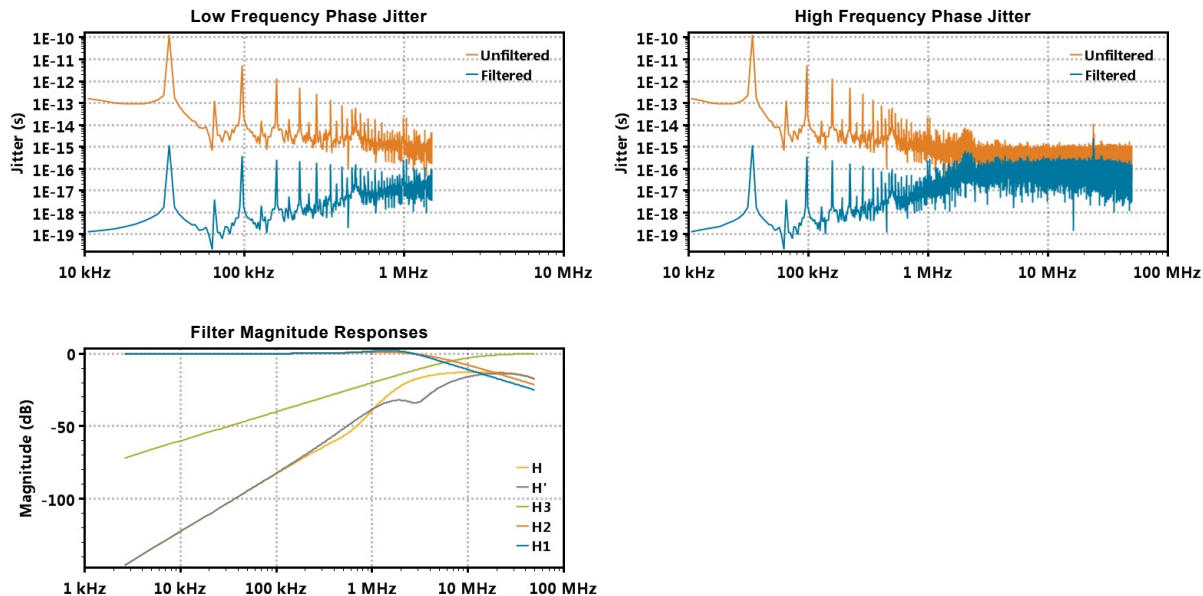 Low Frequency Phase Jitter
Jitter (s)
1E-10
1E-11
1E-12
1E-13
1E-14
1E-15
1E-16
1E-17
1E-18
1E-19
Unfiltered
Filtered
10 kHz 100 kHz 1 MHz 10 MHz
High Frequency Phase Jitter
Jitter (s)
1E-10
1E-11
1E-12
1E-13
1E-14
1E-15
1E-16
1E-17
1E-18
1E-19
Unfiltered
Filtered
10 kHz 100 kHz 1 MHz 10 MHz 100 MHz
Filter Magnitude Responses
Magnitude (dB)
0
-50
-100
H
H'
H3
H2
H1
1 kHz 10 kHz 100 kHz 1 MHz 10 MHz 100 MHz